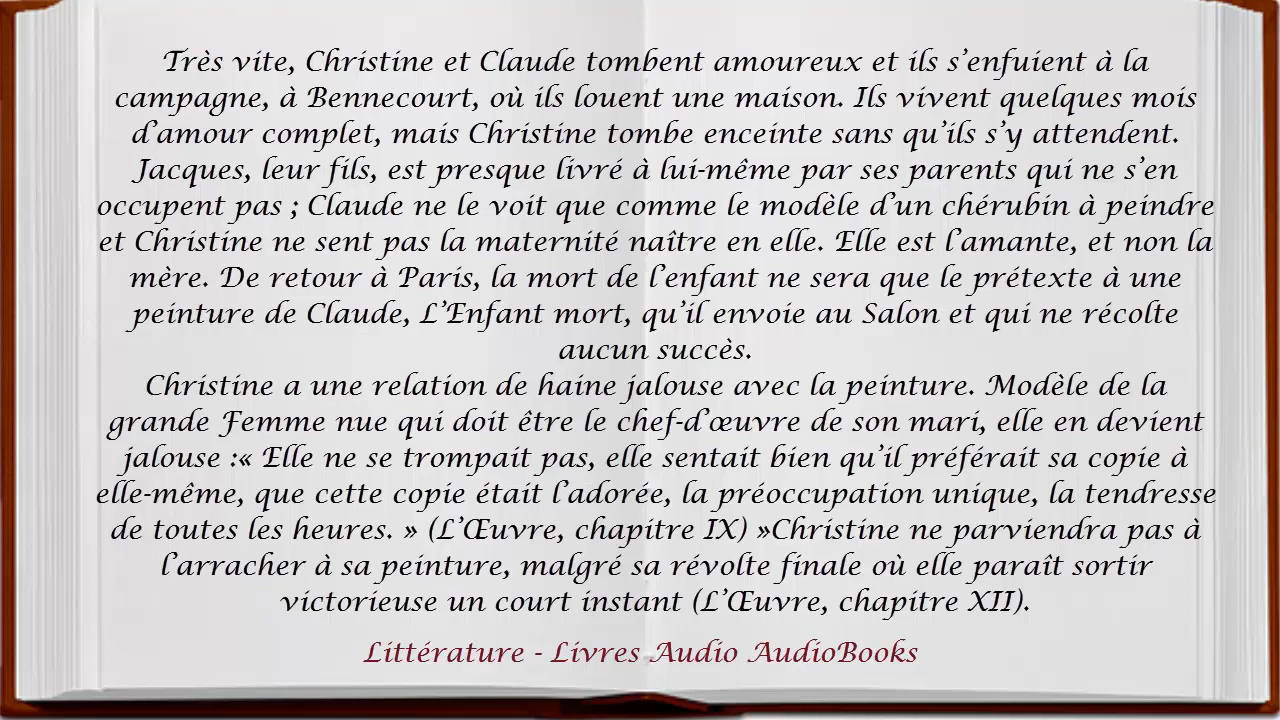 Très vite, Christine et Claude tombent amoureux et ils s’enfuient à la
campagne, à Bennecourt, où ils louent une maison. Ils vivent quelques mois
d’amour complet, mais Christine tombe enceinte sans qu’ils s’y attendent.
Jacques, leur fils, est presque livré à lui-même par ses parents qui ne s’en
occupent pas ; Claude ne le voit que comme le modèle d’un chérubin à peindre
et Christine ne sent pas la maternité naître en elle. Elle est l’amante, et non la
mère. De retour à Paris, la mort de l’enfant ne sera que le prétexte à une
peinture de Claude, L’Enfant mort, qu’il envoie au Salon et qui ne récolte
aucun succès.
Christine a une relation de haine jalouse avec la peinture. Modèle de la
grande Femme nue qui doit être le chef-d’œuvre de son mari, elle en devient
jalouse :« Elle ne se trompait pas, elle sentait bien qu’il préférait sa copie à
elle-même, que cette copie était l’adorée, la préoccupation unique, la tendresse
de toutes les heures. » (L’Œuvre, chapitre IX) »Christine ne parviendra pas à
l’arracher à sa peinture, malgré sa révolte finale où elle paraît sortir
victorieuse un court instant (L’Œuvre, chapitre XII).
Littérature - Livres Audio AudioBooks